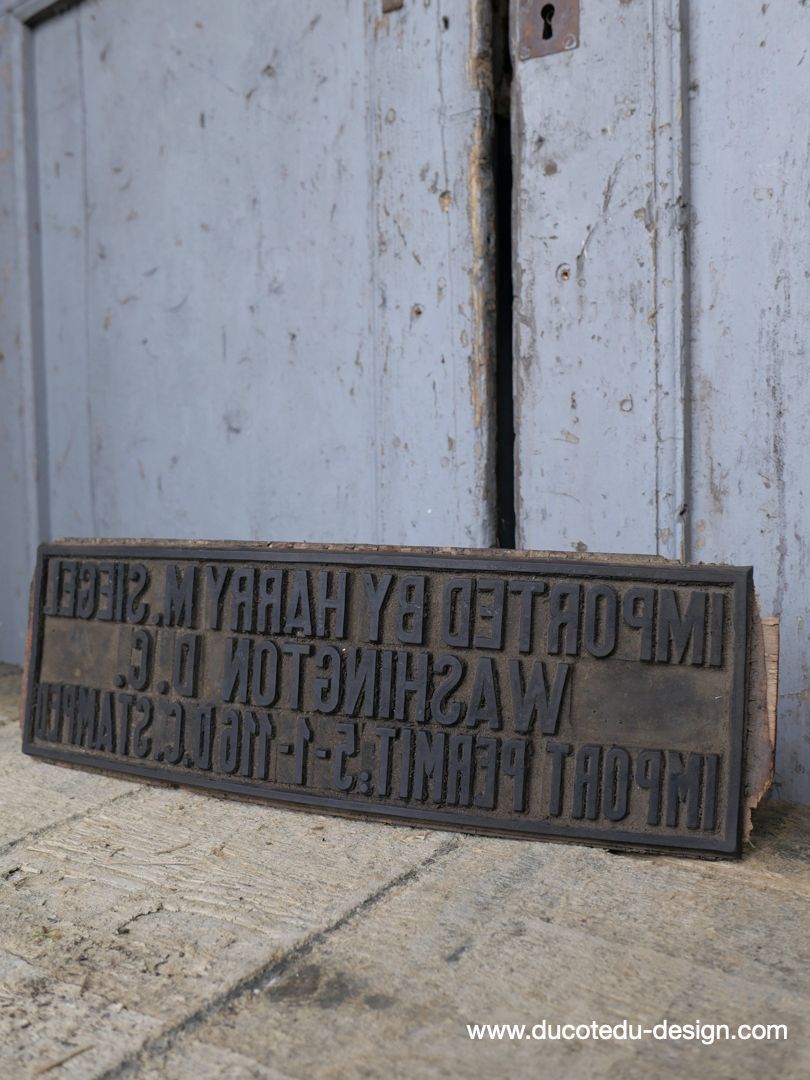 IMPORTED BY HARRY M. SIEGEL
WASHINGTON D. C.
IMPORT PERMIT:5-1-116 D.C. STAMPED
www.ducotedu-design.com